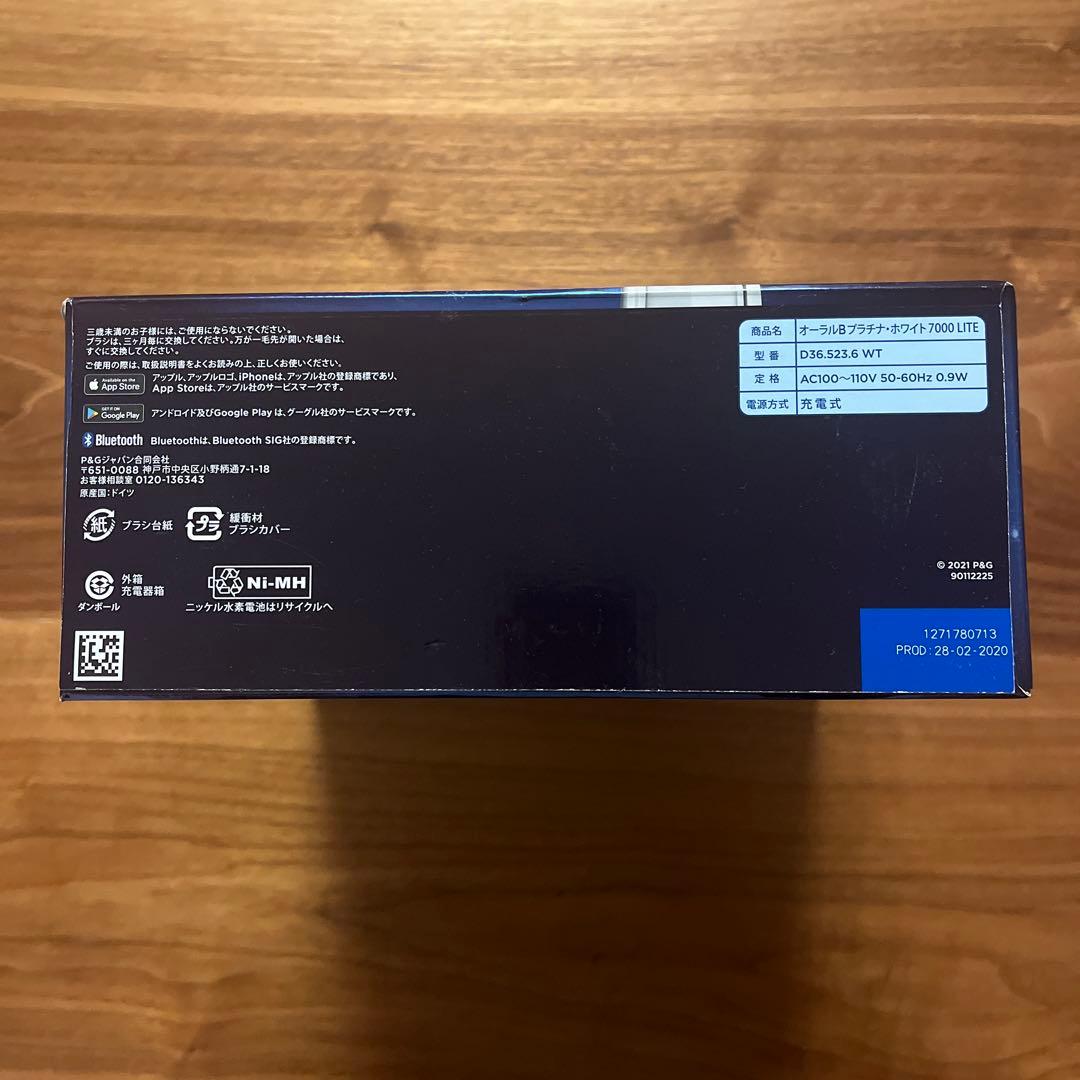 三歳未満のお子様には、ご使用にならないでください。
ブラシは、三ヶ月毎に交換してください。万が一毛先が開いた場合は、
すぐに交換してください。
ご使用の際は、取扱説明書をよくお読みの上、正しくお使いください。
Available on the
App Store
アップル、アップルロゴ、iPhoneは、アップル社の登録商標であり、
App Storeは、アップル社のサービスマークです。
GET IT ON
Google Play
アンドロイド及びGoogle Play は、グーグル社のサービスマークです。
Bluetooth
Bluetoothは、Bluetooth SIG社の登録商標です。
P&Gジャパン合同会社
〒651-0088 神戸市中央区小野柄通7-1-18
お客様相談室 0120-136343
原産国:ドイツ
紙 ブラシ台紙
プラ 緩衝材
ブラシカバー
外箱
充電器箱
ダンボール
Ni-MH
ニッケル水素電池はリサイクルへ
商品名 オーラルB プラチナ・ホワイト 7000 LITE
型番 D36.523.6 WT
定格 AC100～110V 50-60Hz 0.9W
電源方式 充電式
© 2021 P&G
90112225
1271780713
PROD:28-02-2020